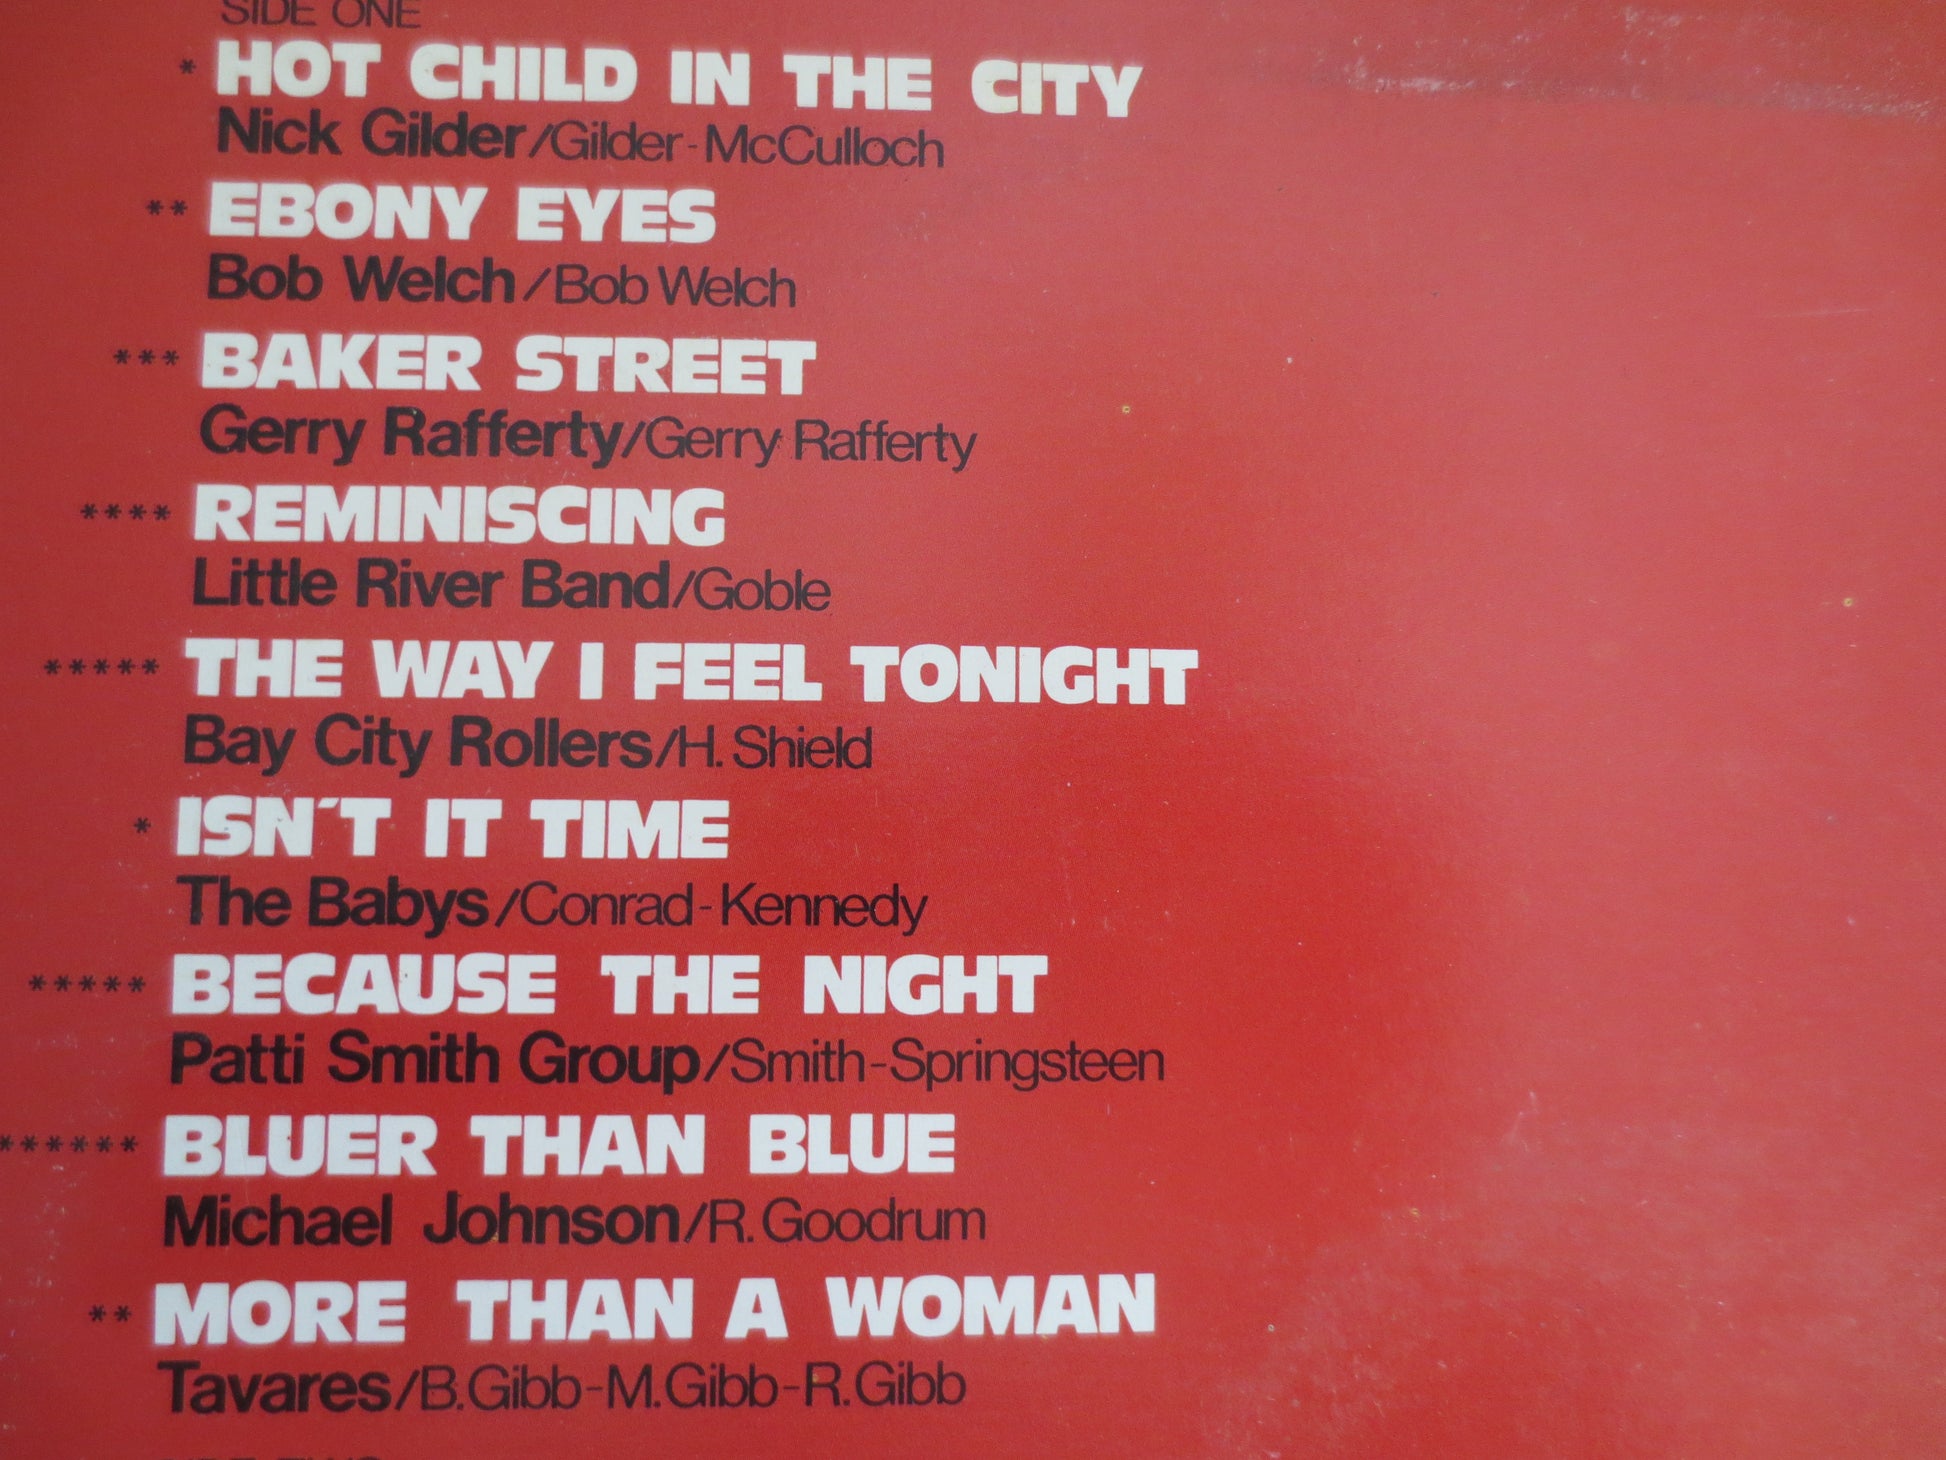 SIDE ONE
* HOT CHILD IN THE CITY
Nick Gilder/Gilder-McCulloch
** EBONY EYES
Bob Welch/Bob Welch
*** BAKER STREET
Gerry Rafferty/Gerry Rafferty
**** REMINISCING
Little River Band/Goble
***** THE WAY I FEEL TONIGHT
Bay City Rollers/H. Shield
* ISN´T IT TIME
The Babys/Conrad-Kennedy
***** BECAUSE THE NIGHT
Patti Smith Group/Smith-Springsteen
****** BLUER THAN BLUE
Michael Johnson/R. Goodrum
** MORE THAN A WOMAN
Tavares/B.Gibb-M.Gibb-R.Gibb